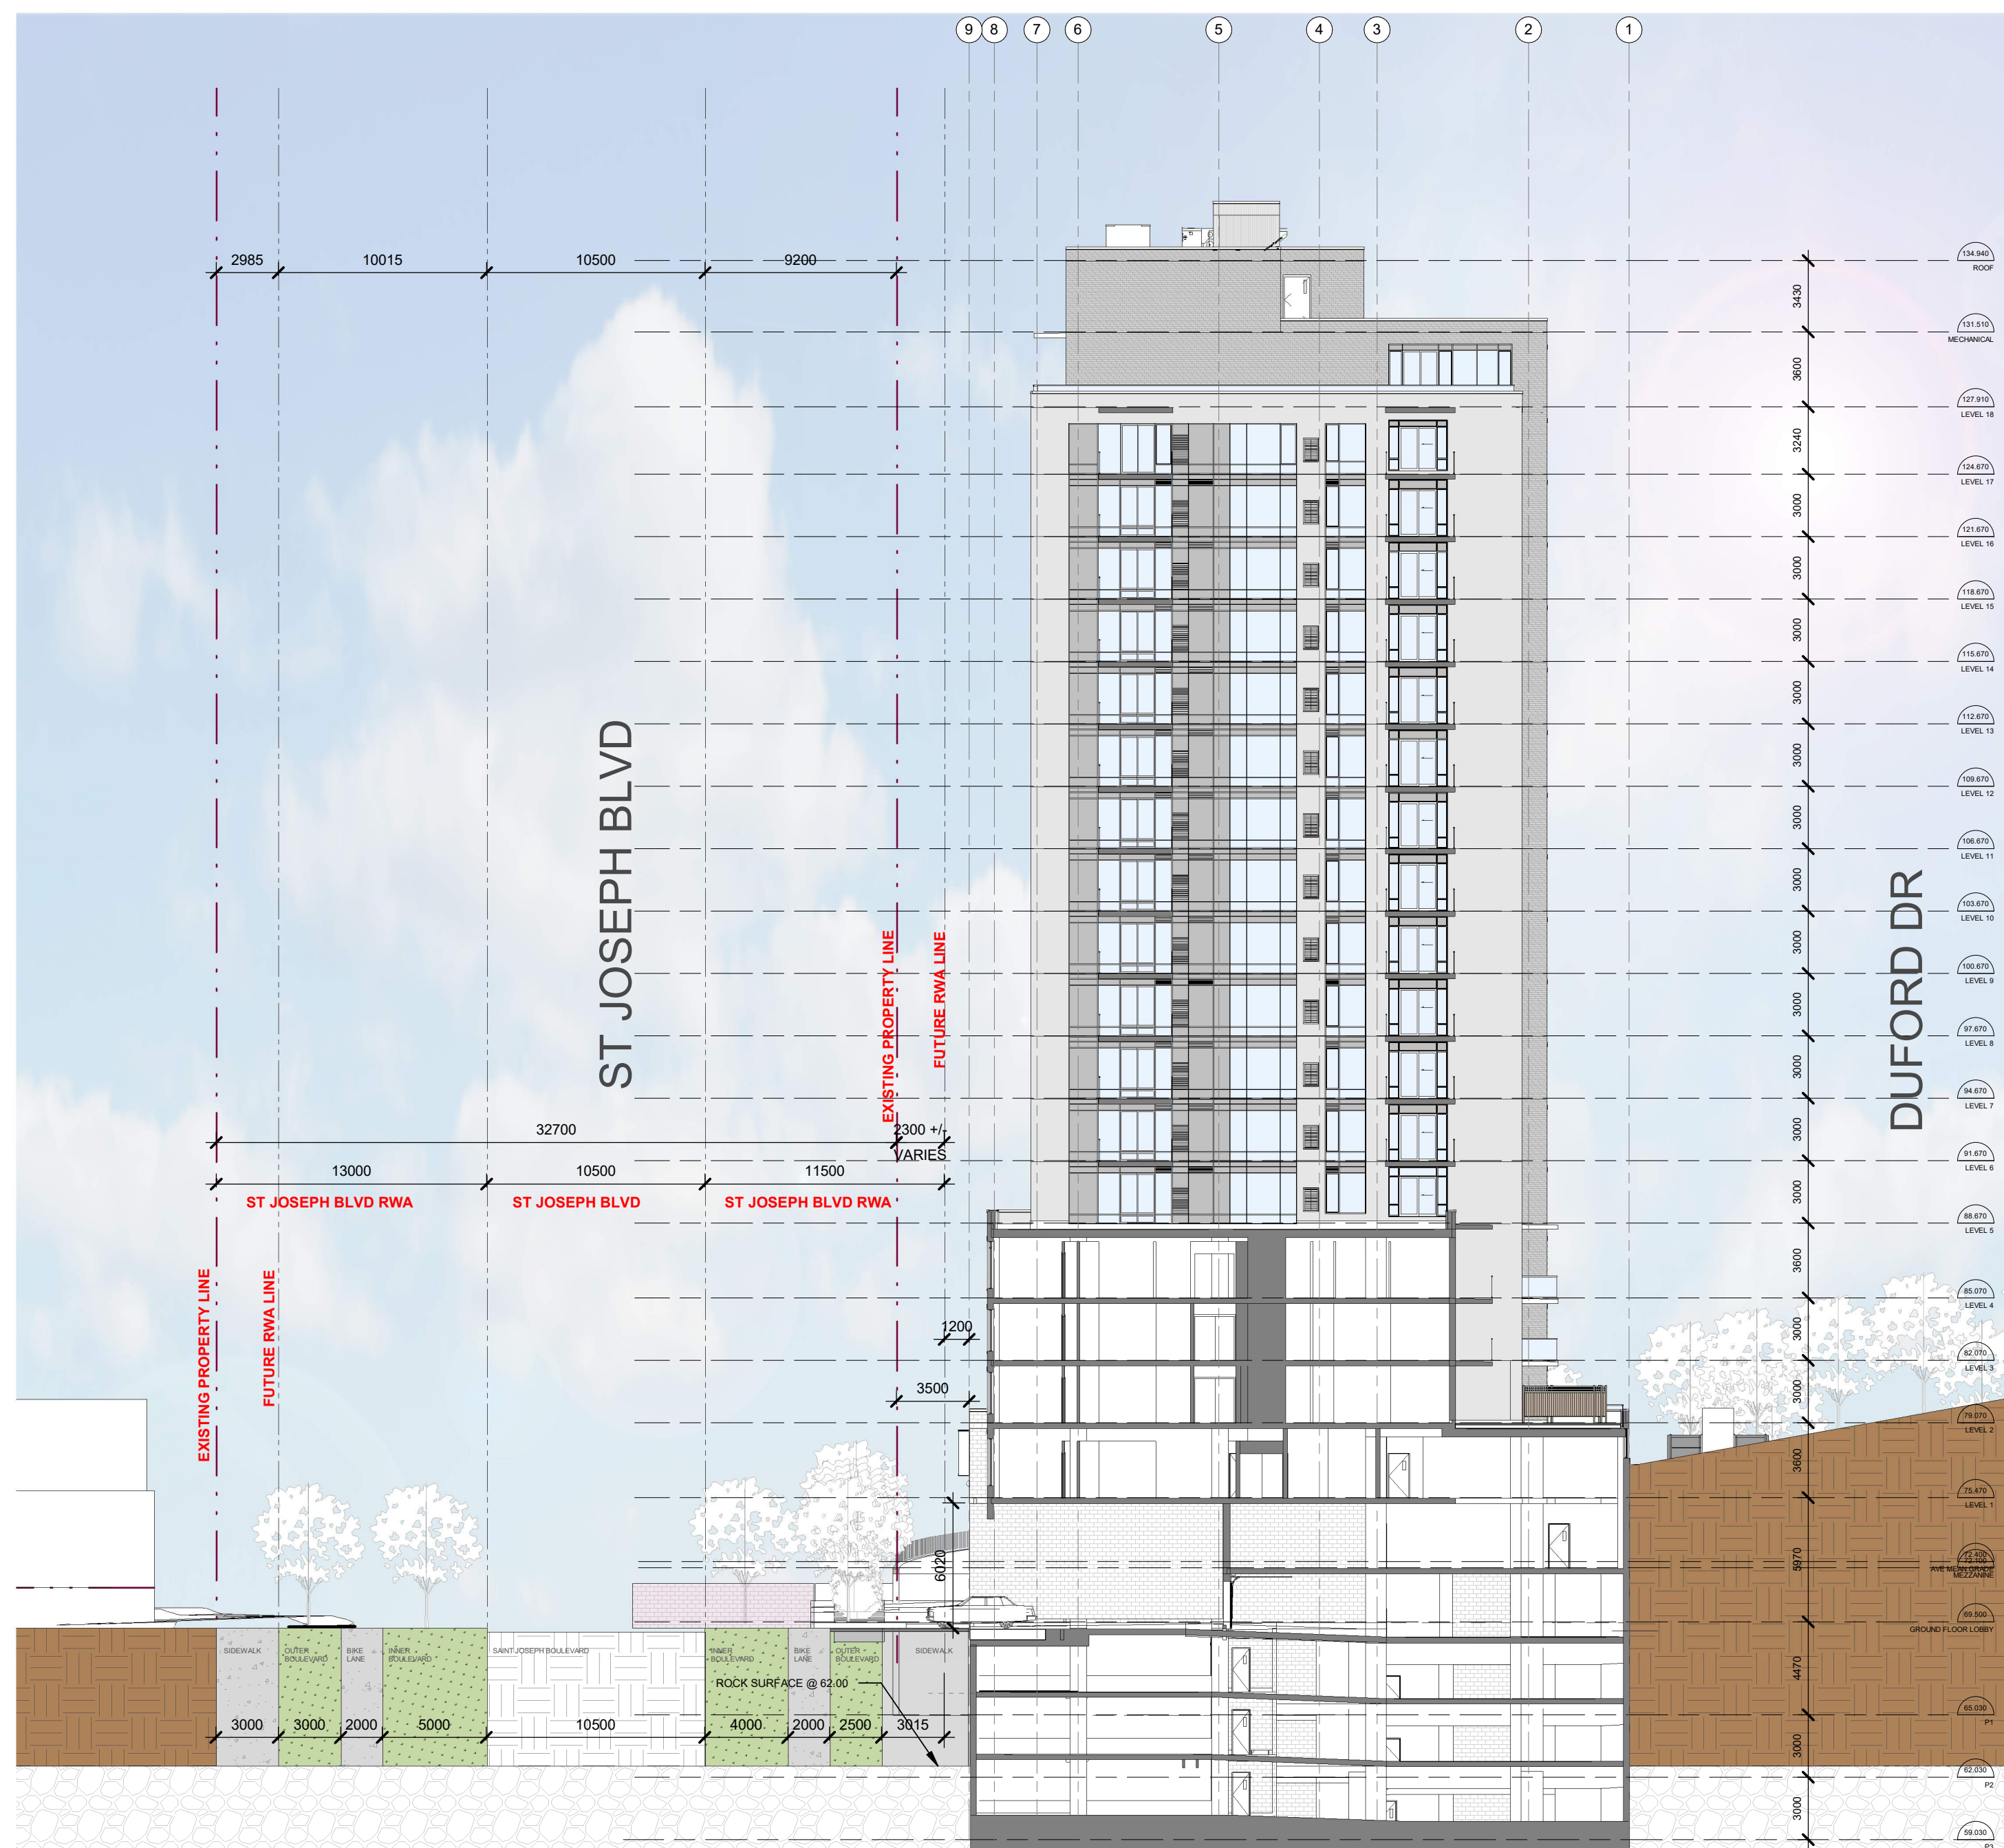 9 8 7 6 5 4 3 2 1
2985 10015 10500 9200
134.940
ROOF
3430
131.510
MECHANICAL
3600
127.910
LEVEL 18
3240
124.670
LEVEL 17
3000
121.670
LEVEL 16
3000
118.670
LEVEL 15
3000
115.670
LEVEL 14
3000
112.670
LEVEL 13
3000
109.670
LEVEL 12
3000
106.670
LEVEL 11
3000
103.670
LEVEL 10
3000
100.670
LEVEL 9
3000
97.670
LEVEL 8
3000
94.670
LEVEL 7
3000
91.670
LEVEL 6
3000
88.670
LEVEL 5
3600
85.070
LEVEL 4
3000
82.070
LEVEL 3
3000
79.070
LEVEL 2
3600
75.470
LEVEL 1
5970
72.400
72.100
AVE MEAN GRADE
MEZZANINE
69.500
GROUND FLOOR LOBBY
4470
65.030
P1
3000
62.030
P2
3000
59.030
P3
ST JOSEPH BLVD
DUFORD DR
EXISTING PROPERTY LINE
FUTURE RWA LINE
32700
2300 +/-
VARIES
13000 10500 11500
ST JOSEPH BLVD RWA
ST JOSEPH BLVD
ST JOSEPH BLVD RWA
EXISTING PROPERTY LINE
FUTURE RWA LINE
1200
3500
6020
SIDEWALK
OUTER
BOULEVARD
BIKE
LANE
INNER
BOULEVARD
SAINT JOSEPH BOULEVARD
INNER
BOULEVARD
BIKE
LANE
OUTER
BOULEVARD
SIDEWALK
ROCK SURFACE @ 62.00
3000 3000 2000 5000 10500 4000 2000 2500 3015